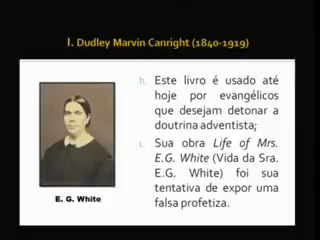 I. Dudley Marvin Canright (1840-1919)
h. Este livro é usado até
hoje por evangélicos
que desejam detonar a
doutrina adventista;
i. Sua obra Life of Mrs.
E.G. White (Vida da Sra.
E.G. White) foi sua
tentativa de expor uma
falsa profetiza.
E. G. White